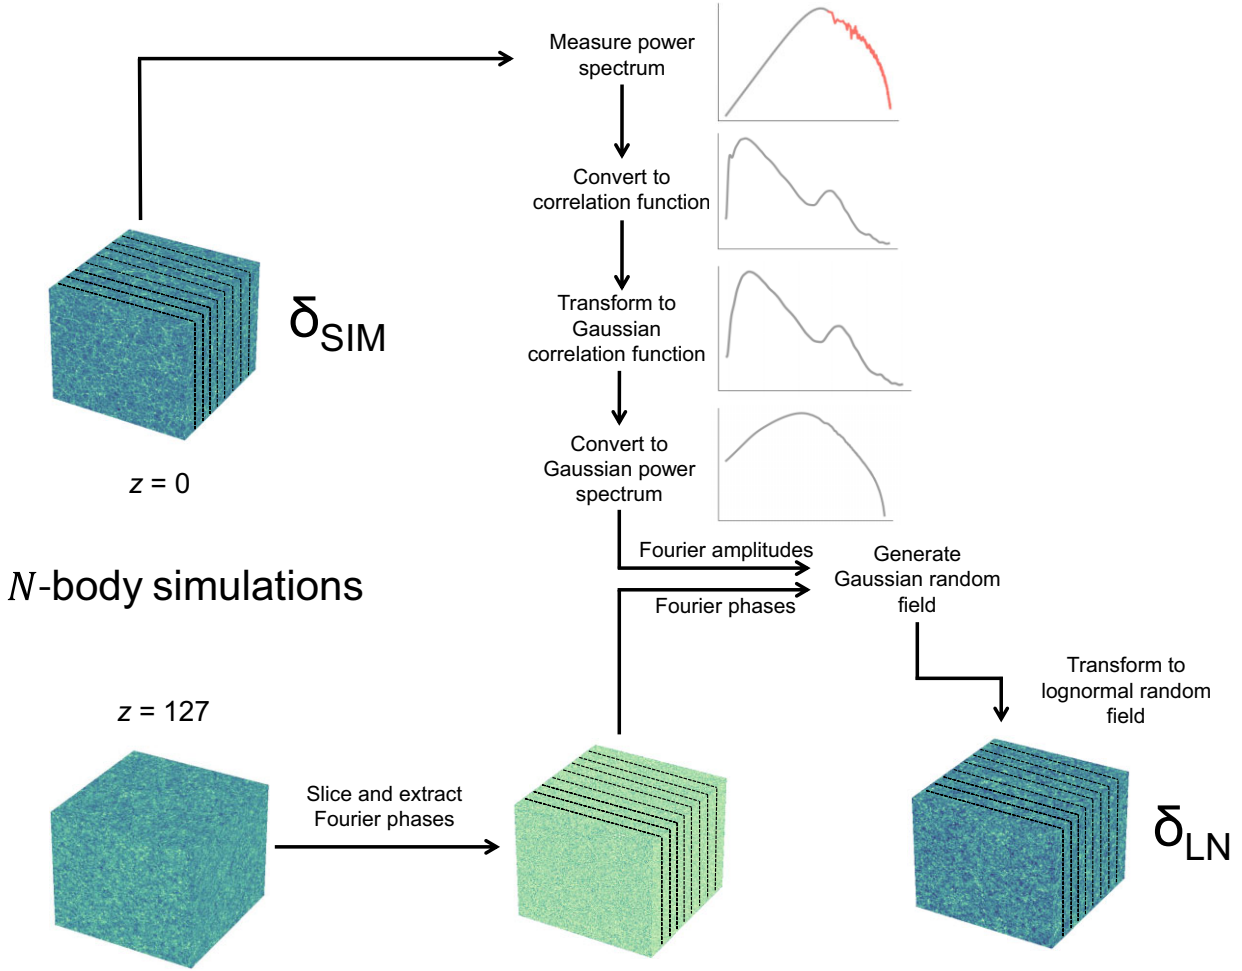 Measure power
spectrum
Convert to
correlation function
Transform to
Gaussian
correlation function
Convert to
Gaussian power
spectrum
δSIM
z = 0
N-body simulations
Fourier amplitudes
Fourier phases
Generate
Gaussian random
field
Transform to
lognormal random
field
z = 127
Slice and extract
Fourier phases
δLN